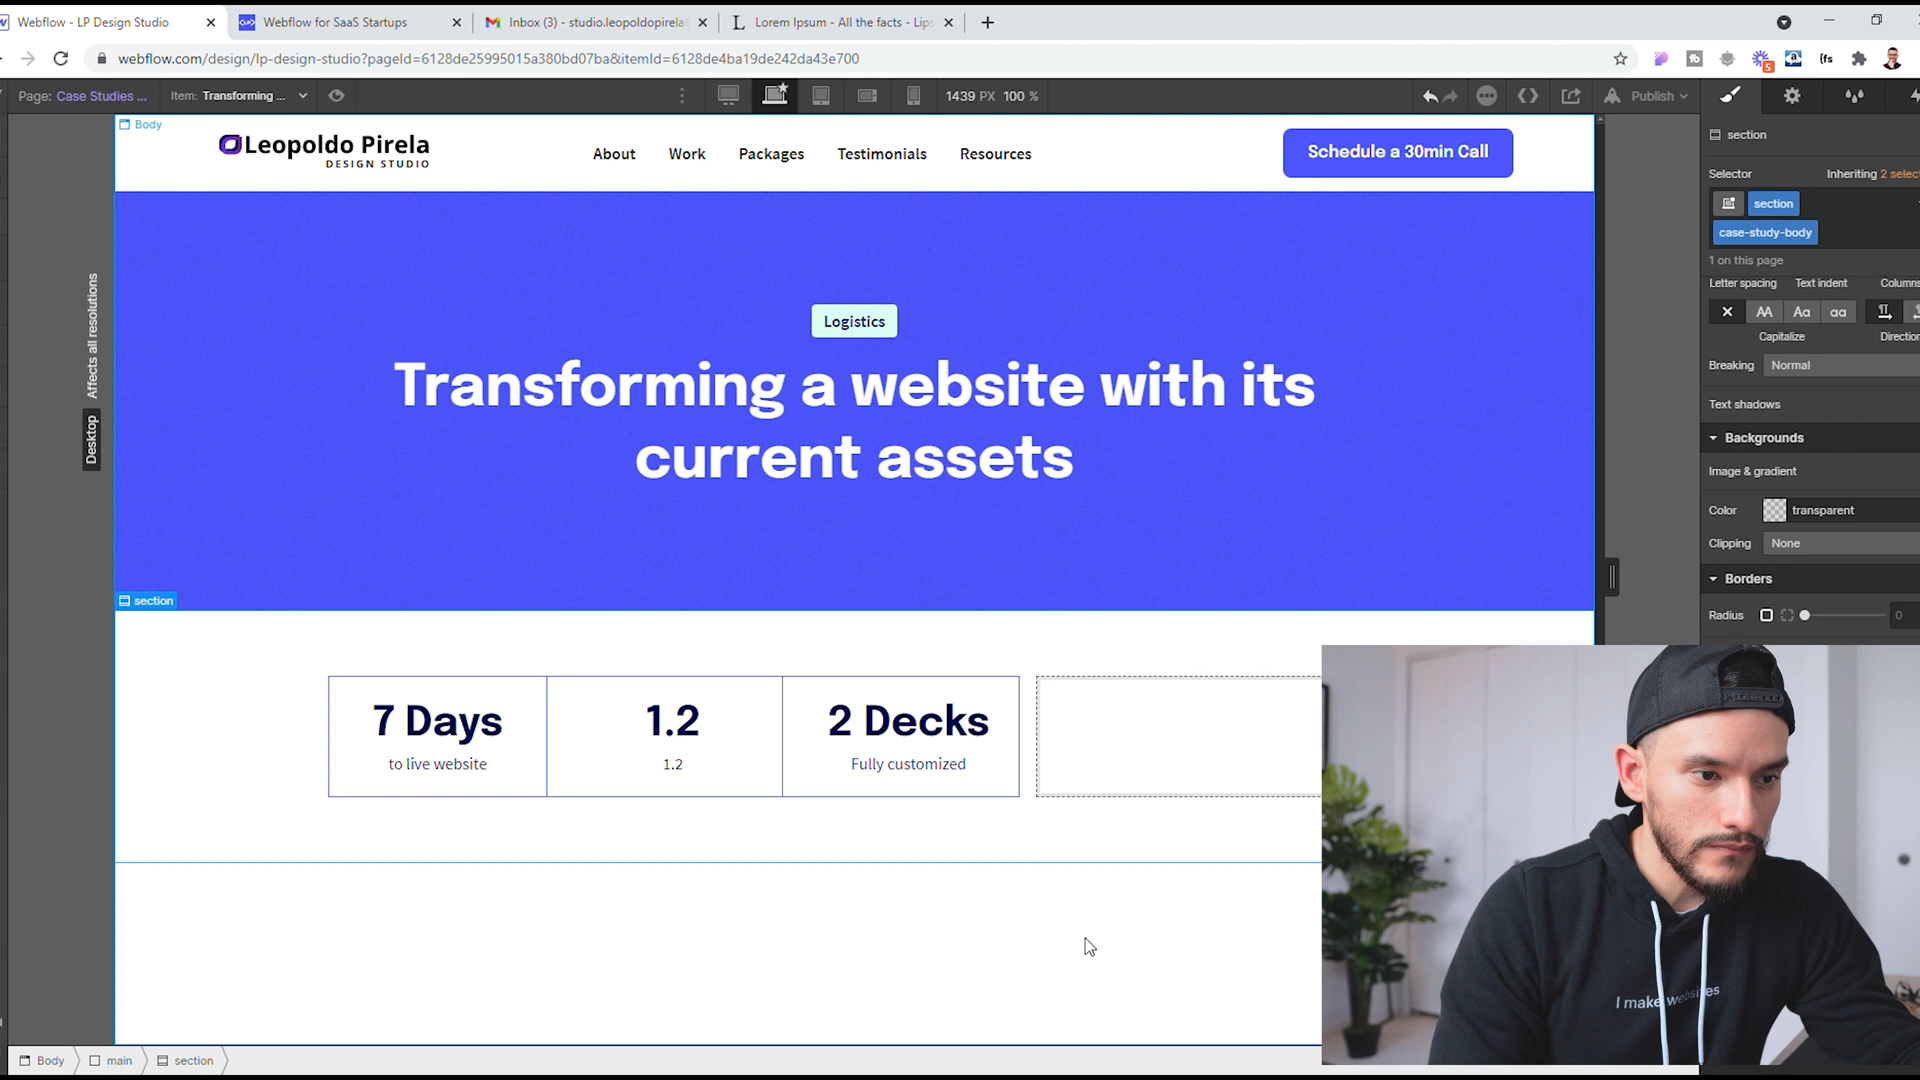 Webflow - LP Design Studio
Webflow for SaaS Startups
Inbox (3) - studio.leopoldopirela
Lorem Ipsum - All the facts - Lips
webflow.com/design/lp-design-studio?pageId=6128de25995015a380bd07ba&itemId=6128de4ba19de242da43e700
Page: Case Studies ...
Item: Transforming ...
1439 PX 100 %
Publish
Body
Leopoldo Pirela
DESIGN STUDIO
About
Work
Packages
Testimonials
Resources
Schedule a 30min Call
Affects all resolutions
Desktop
Logistics
Transforming a website with its
current assets
section
7 Days
to live website
1.2
1.2
2 Decks
Fully customized
section
Selector
Inheriting 2 selec
section
case-study-body
1 on this page
Letter spacing
Text indent
Columns
AA
Aa
aa
Capitalize
Direction
Breaking
Normal
Text shadows
Backgrounds
Image & gradient
Color
transparent
Clipping
None
Borders
Radius
0
I make websites
Body
main
section